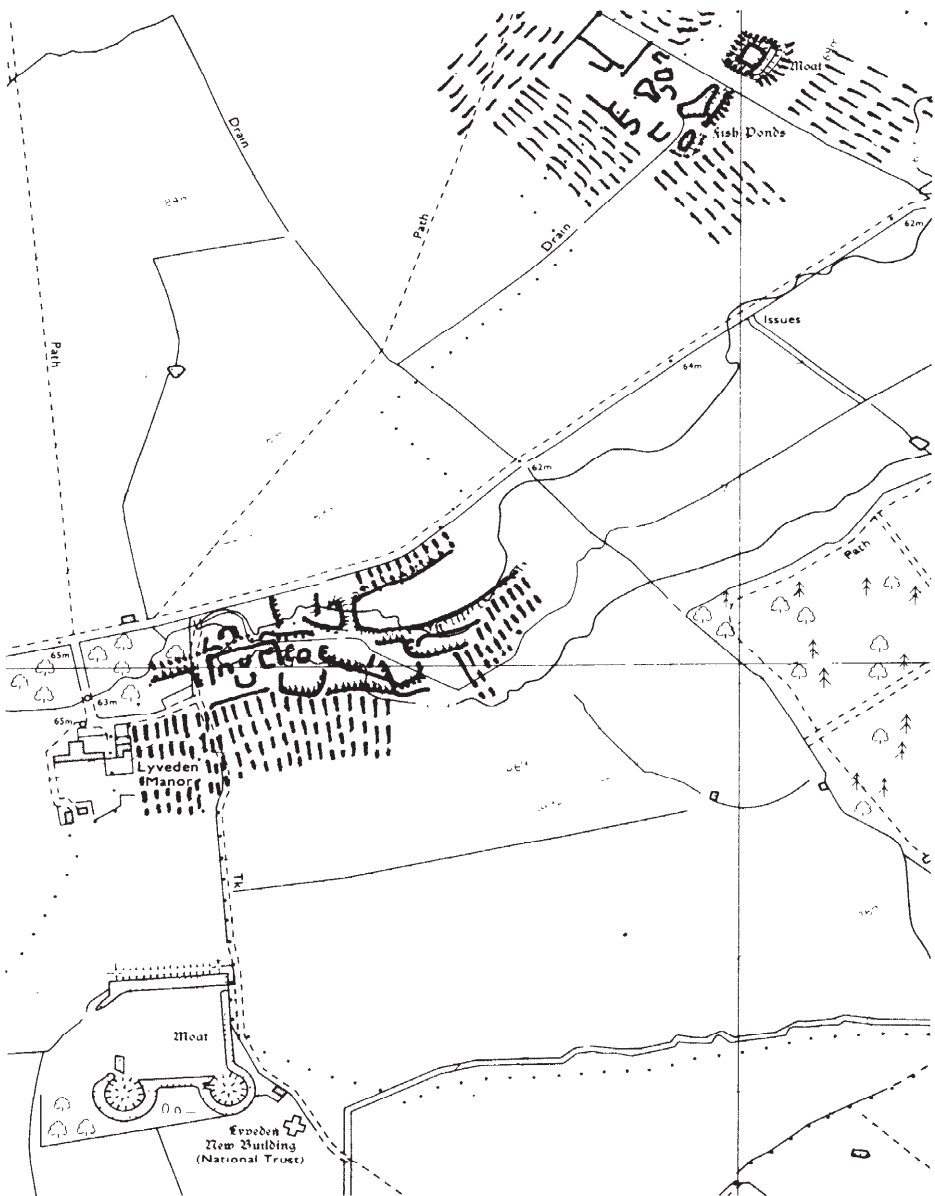 Moat
Drain
Path
Fish Ponds
Drain
62m
Path
Issues
64m
62m
Path
65m
63m
65m
Lyveden
Manor
Tk
Moat
Lyveden
New Building
(National Trust)